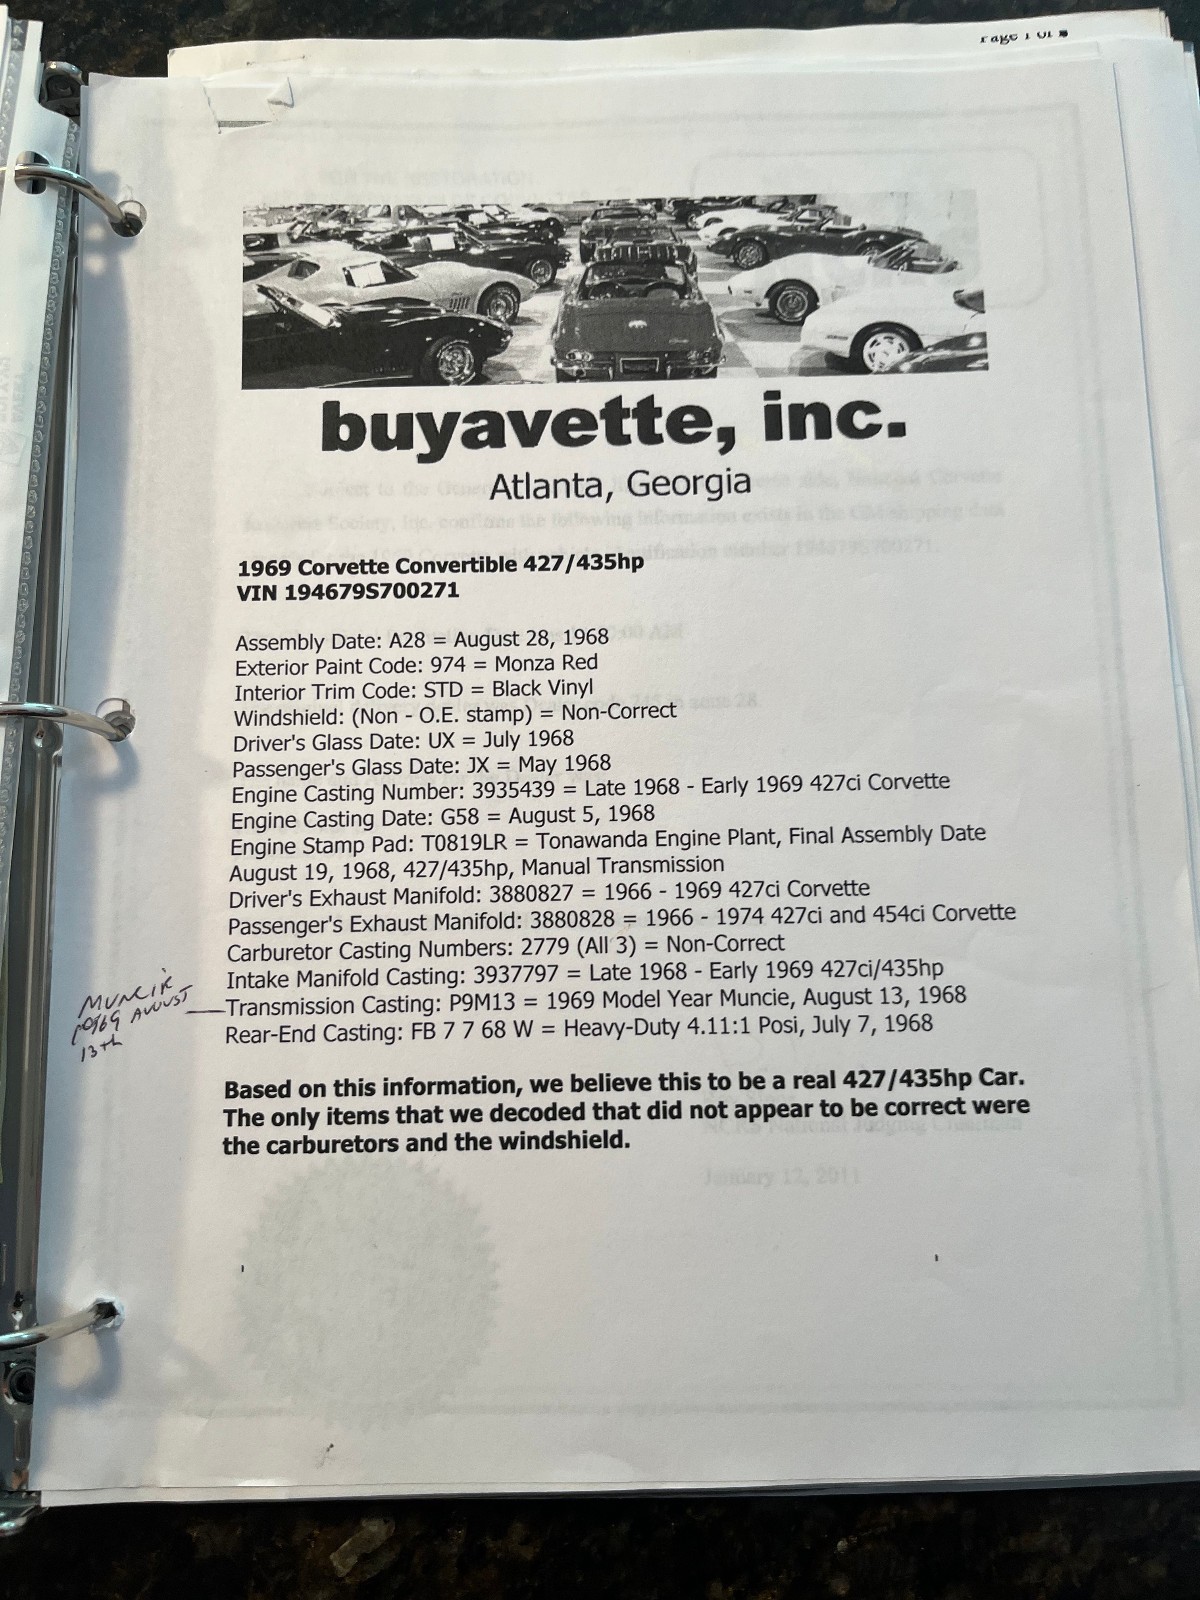 Page 1 of
buyavette, inc.
Atlanta, Georgia
1969 Corvette Convertible 427/435hp
VIN 194679S700271
Assembly Date: A28 = August 28, 1968
Exterior Paint Code: 974 = Monza Red
Interior Trim Code: STD = Black Vinyl
Windshield: (Non - O.E. stamp) = Non-Correct
Driver's Glass Date: UX = July 1968
Passenger's Glass Date: JX = May 1968
Engine Casting Number: 3935439 = Late 1968 - Early 1969 427ci Corvette
Engine Casting Date: G58 = August 5, 1968
Engine Stamp Pad: T0819LR = Tonawanda Engine Plant, Final Assembly Date
August 19, 1968, 427/435hp, Manual Transmission
Driver's Exhaust Manifold: 3880827 = 1966 - 1969 427ci Corvette
Passenger's Exhaust Manifold: 3880828 = 1966 - 1974 427ci and 454ci Corvette
Carburetor Casting Numbers: 2779 (All 3) = Non-Correct
Intake Manifold Casting: 3937797 = Late 1968 - Early 1969 427ci/435hp
Transmission Casting: P9M13 = 1969 Model Year Muncie, August 13, 1968
Rear-End Casting: FB 7 7 68 W = Heavy-Duty 4.11:1 Posi, July 7, 1968
MUNCIE
1969 AUGUST
13th
Based on this information, we believe this to be a real 427/435hp Car.
The only items that we decoded that did not appear to be correct were
the carburetors and the windshield.
January 12, 2011